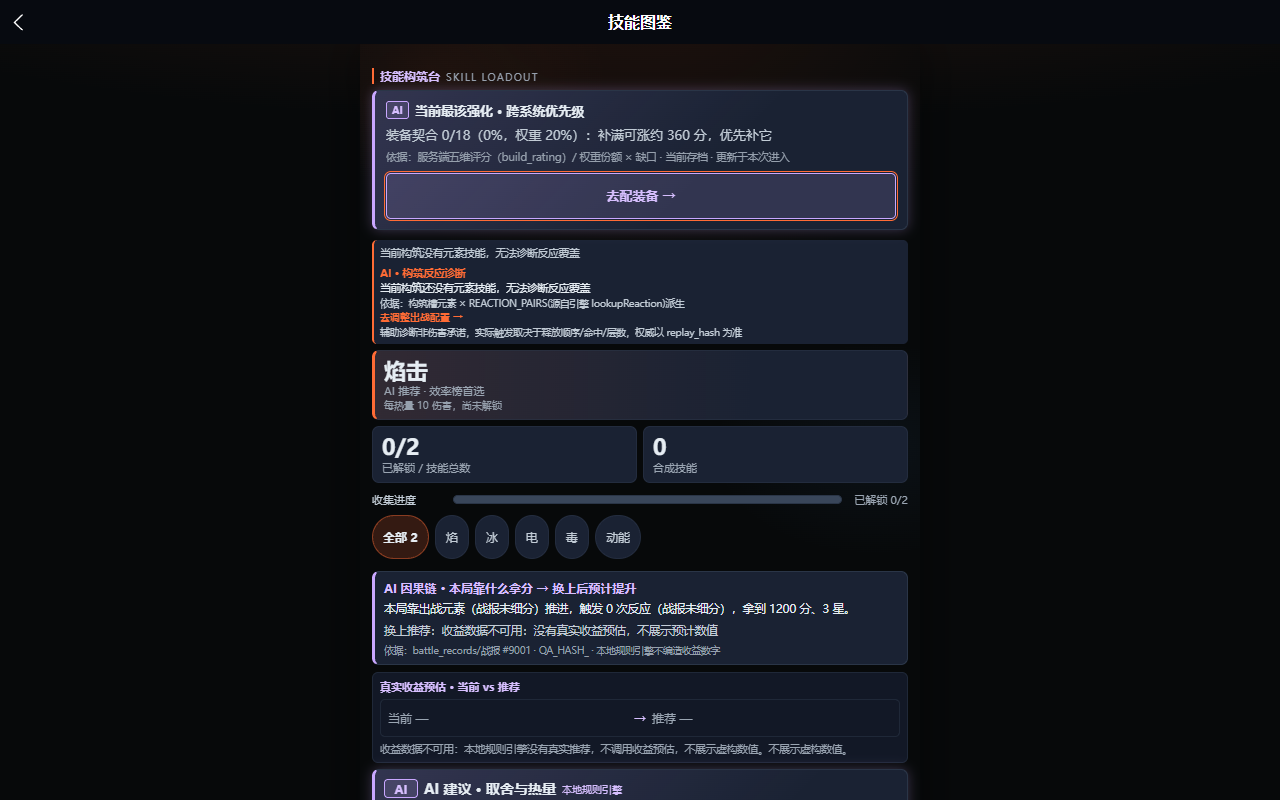 技能图鉴
技能构筑台 SKILL LOADOUT
AI 当前最该强化 • 跨系统优先级
装备契合 0/18（0%，权重 20%）：补满可涨约 360 分，优先补它
依据：服务端五维评分（build_rating）/ 权重份额 × 缺口 · 当前存档 · 更新于本次进入
去配装备 →
当前构筑没有元素技能，无法诊断反应覆盖
AI • 构筑反应诊断
当前构筑还没有元素技能，无法诊断反应覆盖
依据：构筑槽元素 × REACTION_PAIRS(源自引擎 lookupReaction)派生
去调整出战配置 →
辅助诊断非伤害承诺，实际触发取决于释放顺序/命中/层数，权威以 replay_hash 为准
焰击
AI 推荐 · 效率榜首选
每热量 10 伤害，尚未解锁
0/2
已解锁 / 技能总数
0
合成技能
收集进度 已解锁 0/2
全部 2 焰 冰 电 毒 动能
AI 因果链 • 本局靠什么拿分 → 换上后预计提升
本局靠出战元素（战报未细分）推进，触发 0 次反应（战报未细分），拿到 1200 分、3 星。
换上推荐：收益数据不可用：没有真实收益预估，不展示预计数值
依据：battle_records/战报 #9001 · QA_HASH_ · 本地规则引擎不编造收益数字
真实收益预估 • 当前 vs 推荐
当前 — → 推荐 —
收益数据不可用：本地规则引擎没有真实推荐，不调用收益预估，不展示虚构数值。不展示虚构数值。
AI AI 建议 • 取舍与热量 本地规则引擎